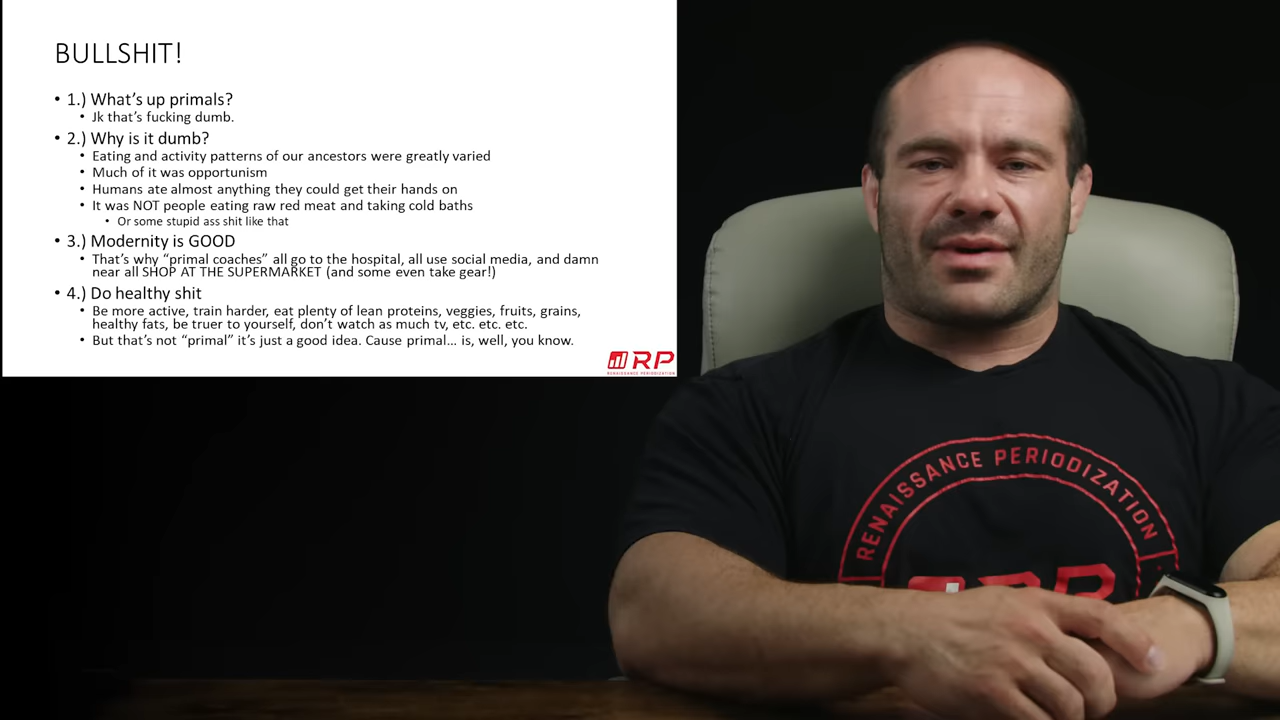 BULLSHIT!
• 1.) What's up primals?
• Jk that's fucking dumb.
• 2.) Why is it dumb?
• Eating and activity patterns of our ancestors were greatly varied
• Much of it was opportunism
• Humans ate almost anything they could get their hands on
• It was NOT people eating raw red meat and taking cold baths
• Or some stupid ass shit like that
• 3.) Modernity is GOOD
• That's why “primal coaches” all go to the hospital, all use social media, and damn
near all SHOP AT THE SUPERMARKET (and some even take gear!)
• 4.) Do healthy shit
• Be more active, train harder, eat plenty of lean proteins, veggies, fruits, grains,
healthy fats, be truer to yourself, don't watch as much tv, etc. etc. etc.
• But that's not “primal” it's just a good idea. Cause primal... is, well, you know.
RP
RENAISSANCE PERIODIZATION
RENAISSANCE PERIODIZATION
RP